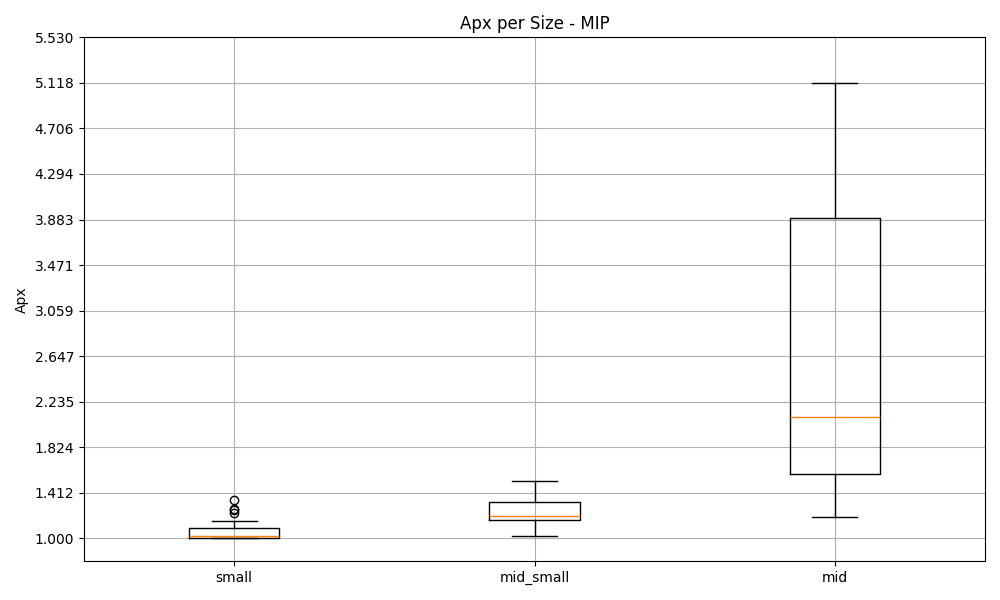 Apx per Size - MIP
5.530
5.118
4.706
4.294
3.883
3.471
3.059
2.647
2.235
1.824
1.412
1.000
Apx
small
mid_small
mid